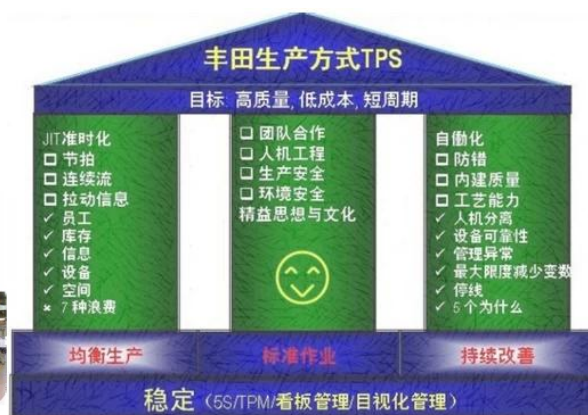 丰田生产方式TPS
目标: 高质量, 低成本, 短周期
JIT准时化
节拍
连续流
拉动信息
员工
库存
信息
设备
空间
7种浪费
团队合作
人机工程
生产安全
环境安全
精益思想与文化
自働化
防错
内建质量
工艺能力
人机分离
设备可靠性
管理异常
最大限度减少变数
停线
5个为什么
均衡生产
标准作业
持续改善
稳定（5S/TPM/看板管理/目视化管理）